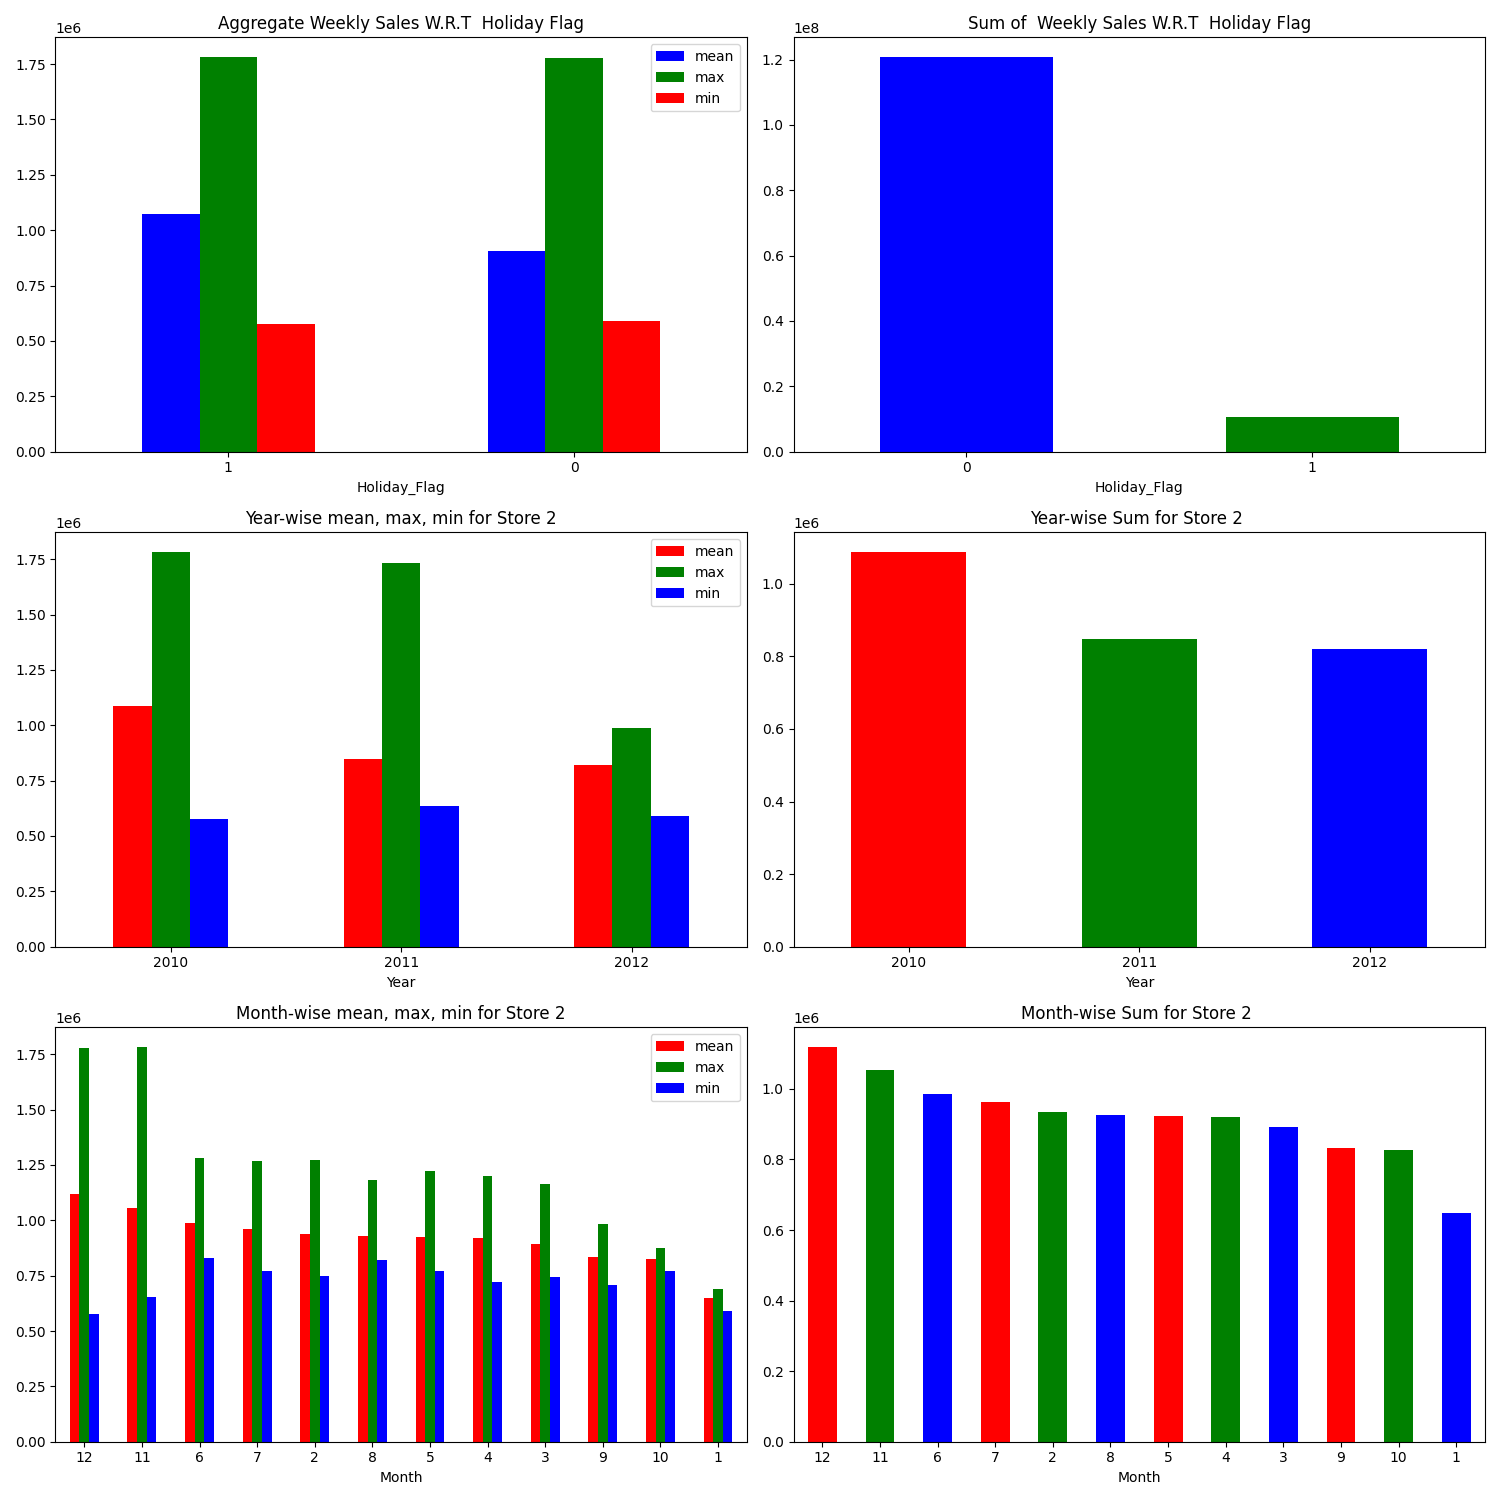 Aggregate Weekly Sales W.R.T  Holiday Flag
1e6
1.75
1.50
1.25
1.00
0.75
0.50
0.25
0.00
mean
max
min
1 0
Holiday_Flag
Sum of  Weekly Sales W.R.T  Holiday Flag
1e8
1.2
1.0
0.8
0.6
0.4
0.2
0.0
0 1
Holiday_Flag
Year-wise mean, max, min for Store 2
1e6
1.75
1.50
1.25
1.00
0.75
0.50
0.25
0.00
mean
max
min
2010 2011 2012
Year
Year-wise Sum for Store 2
1e6
1.0
0.8
0.6
0.4
0.2
0.0
2010 2011 2012
Year
Month-wise mean, max, min for Store 2
1e6
1.75
1.50
1.25
1.00
0.75
0.50
0.25
0.00
mean
max
min
12 11 6 7 2 8 5 4 3 9 10 1
Month
Month-wise Sum for Store 2
1e6
1.0
0.8
0.6
0.4
0.2
0.0
12 11 6 7 2 8 5 4 3 9 10 1
Month